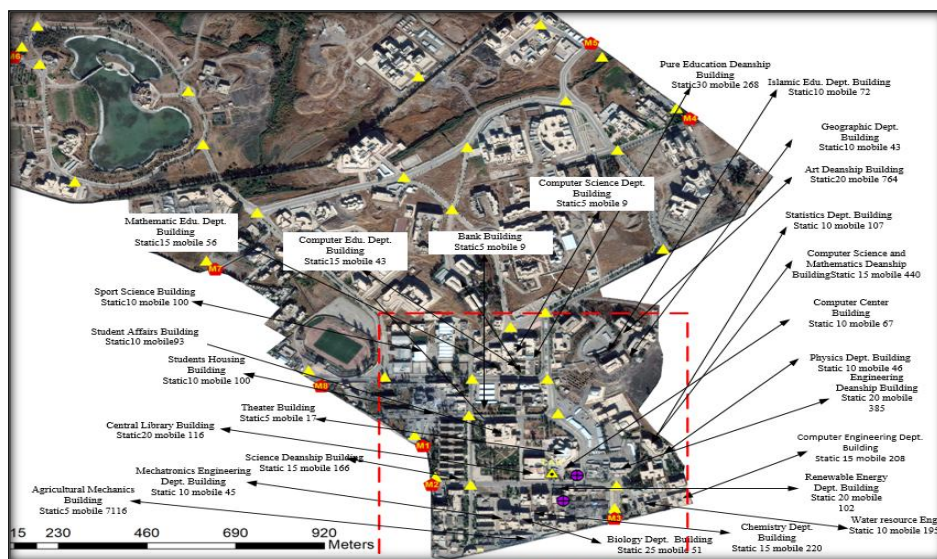 M6
M5
M4
M7
M8
M1
M2
M3
Pure Education Deanship
Building
Static30 mobile 268
Islamic Edu. Dept. Building
Static10 mobile 72
Geographic Dept.
Building
Static10 mobile 43
Art Deanship Building
Static20 mobile 764
Computer Science Dept.
Building
Static5 mobile 9
Mathematic Edu. Dept.
Building
Static15 mobile 56
Computer Edu. Dept.
Building
Static15 mobile 43
Bank Building
Static5 mobile 9
Statistics Dept. Building
Static 10 mobile 107
Computer Science and
Mathematics Deanship
BuildingStatic 15 mobile 440
Sport Science Building
Static10 mobile 100
Computer Center
Building
Static 10 mobile 67
Student Affairs Building
Static10 mobile93
Students Housing
Building
Static10 mobile 100
Physics Dept. Building
Static 10 mobile 46
Engineering
Deanship Building
Static 20 mobile
385
Theater Building
Static5 mobile 17
Central Library Building
Static20 mobile 116
Computer Engineering Dept.
Building
Static 15 mobile 208
Science Deanship Building
Static 15 mobile 166
Mechatronics Engineering
Dept. Building
Static 10 mobile 45
Renewable Energy
Dept. Building
Static 20 mobile
102
Agricultural Mechanics
Building
Static5 mobile 7116
Water resource Eng
Static 10 mobile 195
Biology Dept. Building
Static 25 mobile 51
Chemistry Dept.
Building
Static 15 mobile 220
15 230 460 690 920
Meters